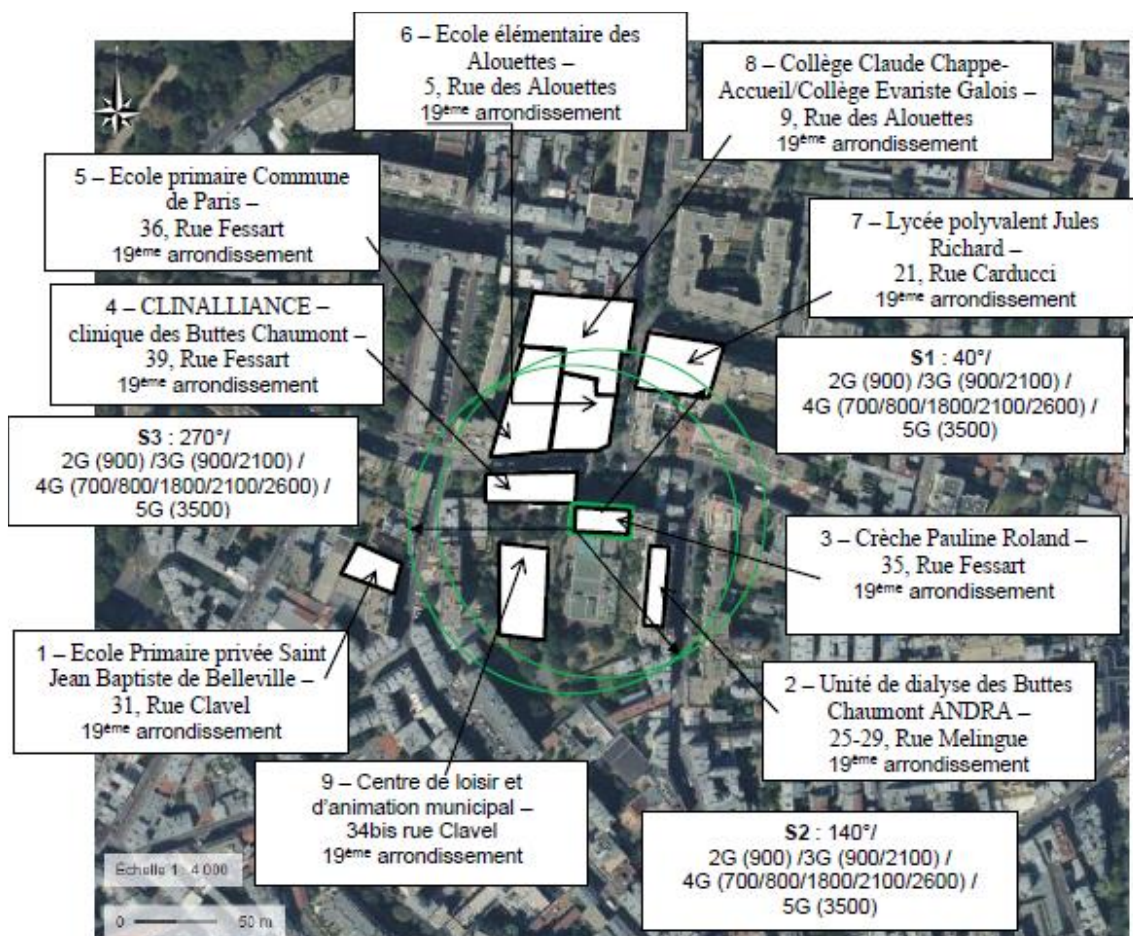 6 – Ecole élémentaire des
Alouettes –
5, Rue des Alouettes
19ème arrondissement
8 – Collège Claude Chappe-
Accueil/Collège Evariste Galois –
9, Rue des Alouettes
19ème arrondissement
5 – Ecole primaire Commune
de Paris –
36, Rue Fessart
19ème arrondissement
7 – Lycée polyvalent Jules
Richard –
21, Rue Carducci
19ème arrondissement
4 – CLINALLIANCE –
clinique des Buttes Chaumont –
39, Rue Fessart
19ème arrondissement
S1 : 40°/
2G (900) /3G (900/2100) /
4G (700/800/1800/2100/2600) /
5G (3500)
S3 : 270°/
2G (900) /3G (900/2100) /
4G (700/800/1800/2100/2600) /
5G (3500)
3 – Crèche Pauline Roland –
35, Rue Fessart
19ème arrondissement
1 – Ecole Primaire privée Saint
Jean Baptiste de Belleville –
31, Rue Clavel
19ème arrondissement
2 – Unité de dialyse des Buttes
Chaumont ANDRA –
25-29, Rue Melingue
19ème arrondissement
9 – Centre de loisir et
d'animation municipal –
34bis rue Clavel
19ème arrondissement
S2 : 140°/
2G (900) /3G (900/2100) /
4G (700/800/1800/2100/2600) /
5G (3500)
Échelle 1 : 4 000
0 50 m